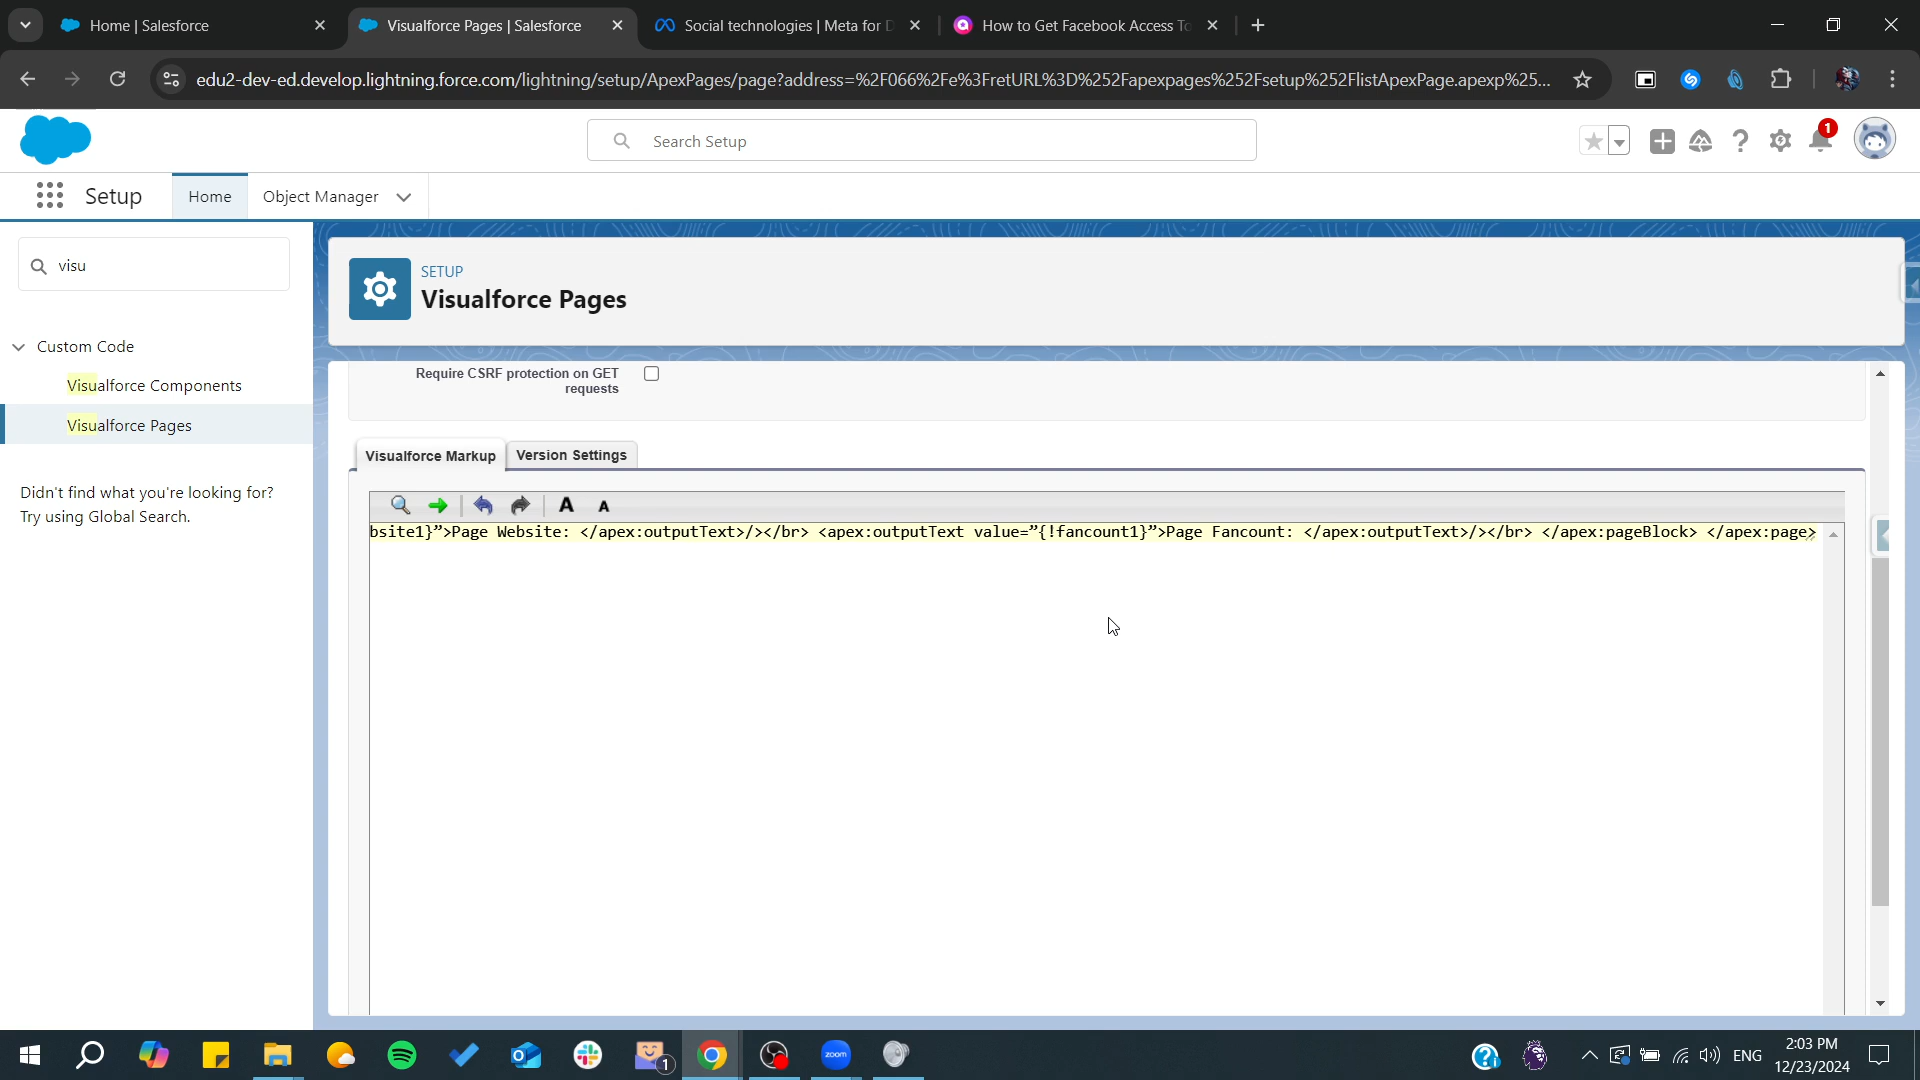 Home | Salesforce
Visualforce Pages | Salesforce
Social technologies | Meta for D
How to Get Facebook Access To
edu2-dev-ed.develop.lightning.force.com/lightning/setup/ApexPages/page?address=%2F066%2Fe%3FretURL%3D%252Fapexpages%252Fsetup%252FlistApexPage.apexp%25...
Search Setup
1
Setup
Home
Object Manager
visu
SETUP
Visualforce Pages
Custom Code
Visualforce Components
Visualforce Pages
Didn't find what you're looking for?
Try using Global Search.
Require CSRF protection on GET
requests
Visualforce Markup
Version Settings
A A
bsite1}”>Page Website: </apex:outputText>/></br> <apex:outputText value=”{!fancount1}”>Page Fancount: </apex:outputText>/></br> </apex:pageBlock> </apex:page>
zoom
1
ENG
2:03 PM
12/23/2024